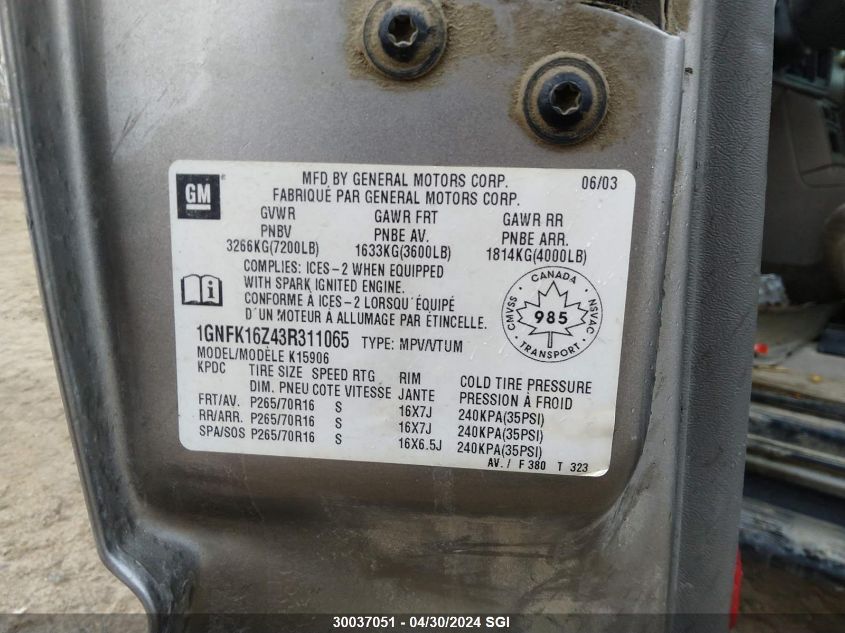 GM
MFD BY GENERAL MOTORS CORP. 06/03
FABRIQUÉ PAR GENERAL MOTORS CORP.
GVWR GAWR FRT GAWR RR
PNBV PNBE AV. PNBE ARR.
3266KG(7200LB) 1633KG(3600LB) 1814KG(4000LB)
COMPLIES: ICES-2 WHEN EQUIPPED
WITH SPARK IGNITED ENGINE.
CONFORME À ICES-2 LORSQU'ÉQUIPÉ
D'UN MOTEUR À ALLUMAGE PAR ÉTINCELLE.
CANADA
CMVSS 985 NSVAC
TRANSPORT
1GNFK16Z43R311065 TYPE: MPV/VTUM
MODEL/MODÈLE K15906
KPDC TIRE SIZE SPEED RTG RIM COLD TIRE PRESSURE
DIM. PNEU COTE VITESSE JANTE PRESSION À FROID
FRT/AV. P265/70R16 S 16X7J 240KPA(35PSI)
RR/ARR. P265/70R16 S 16X7J 240KPA(35PSI)
SPA/SOS P265/70R16 S 16X6.5J 240KPA(35PSI)
AV. / F 380 T 323
30037051 - 04/30/2024 SGI